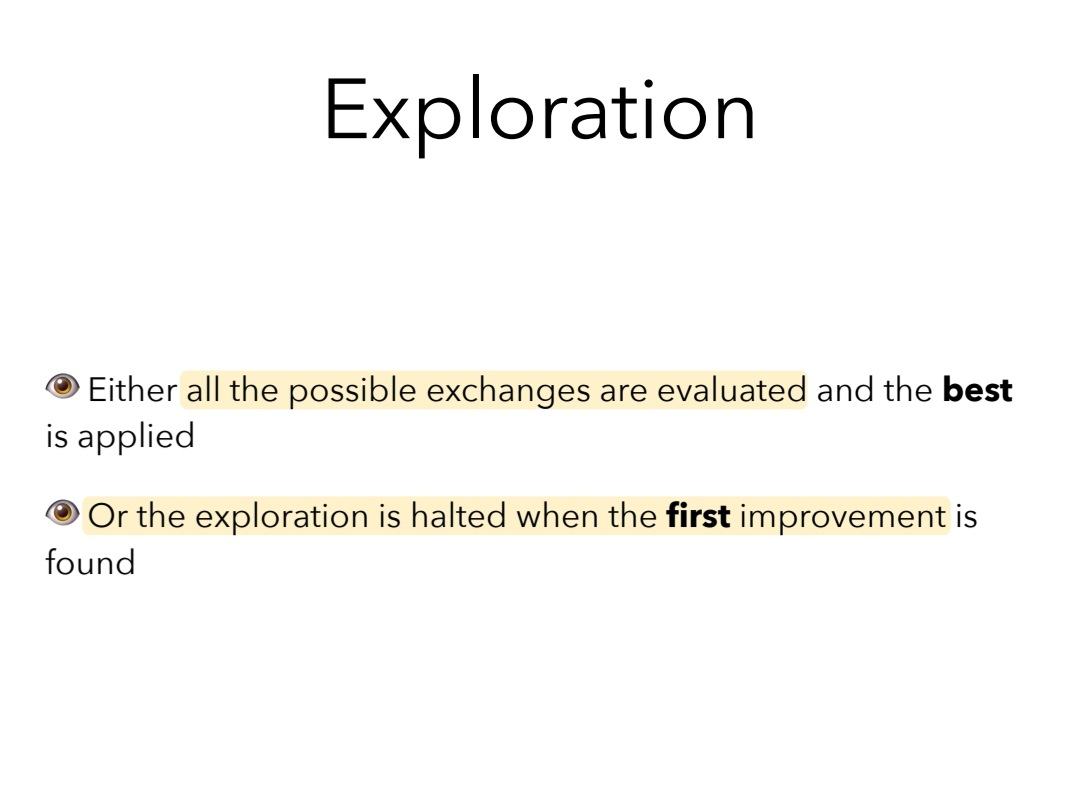 Exploration
👁️ Either all the possible exchanges are evaluated and the best
is applied
👁️ Or the exploration is halted when the first improvement is
found